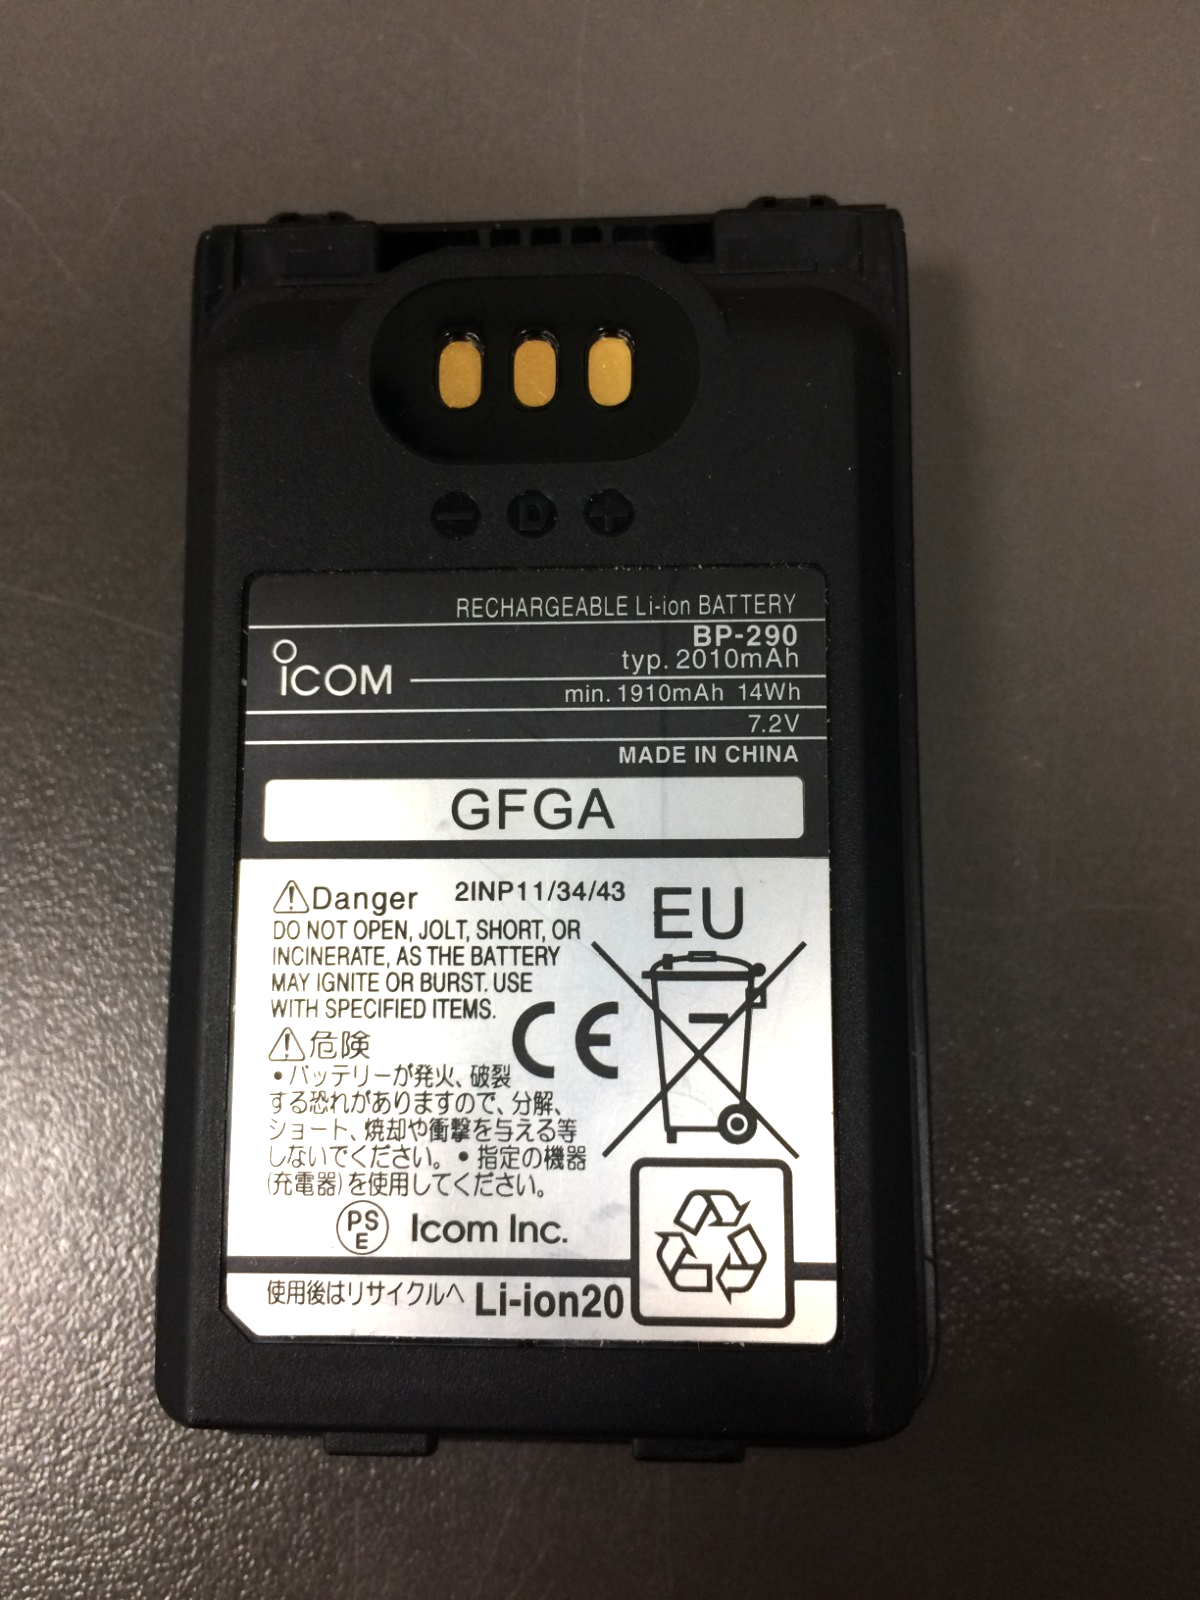 − D +
RECHARGEABLE Li-ion BATTERY
BP-290
ICOM
typ. 2010mAh
min. 1910mAh 14Wh
7.2V
MADE IN CHINA
GFGA
⚠Danger 2INP11/34/43
EU
DO NOT OPEN, JOLT, SHORT, OR
INCINERATE, AS THE BATTERY
MAY IGNITE OR BURST. USE
WITH SPECIFIED ITEMS.
CE
⚠危険
•バッテリーが発火、破裂
する恐れがありますので、分解、
ショート、焼却や衝撃を与える等
しないでください。•指定の機器
(充電器)を使用してください。
PSE Icom Inc.
使用後はリサイクルへ Li-ion20